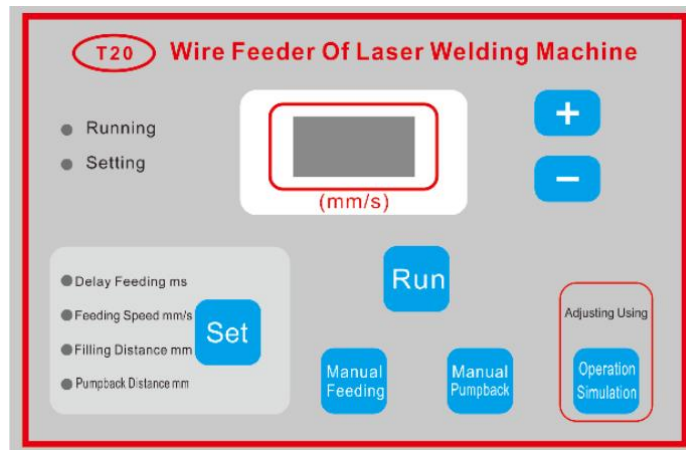 T20 Wire Feeder Of Laser Welding Machine
Running
Setting
+
−
(mm/s)
Delay Feeding ms
Feeding Speed mm/s
Filling Distance mm
Pumpback Distance mm
Set
Run
Manual
Feeding
Manual
Pumpback
Adjusting Using
Operation
Simulation